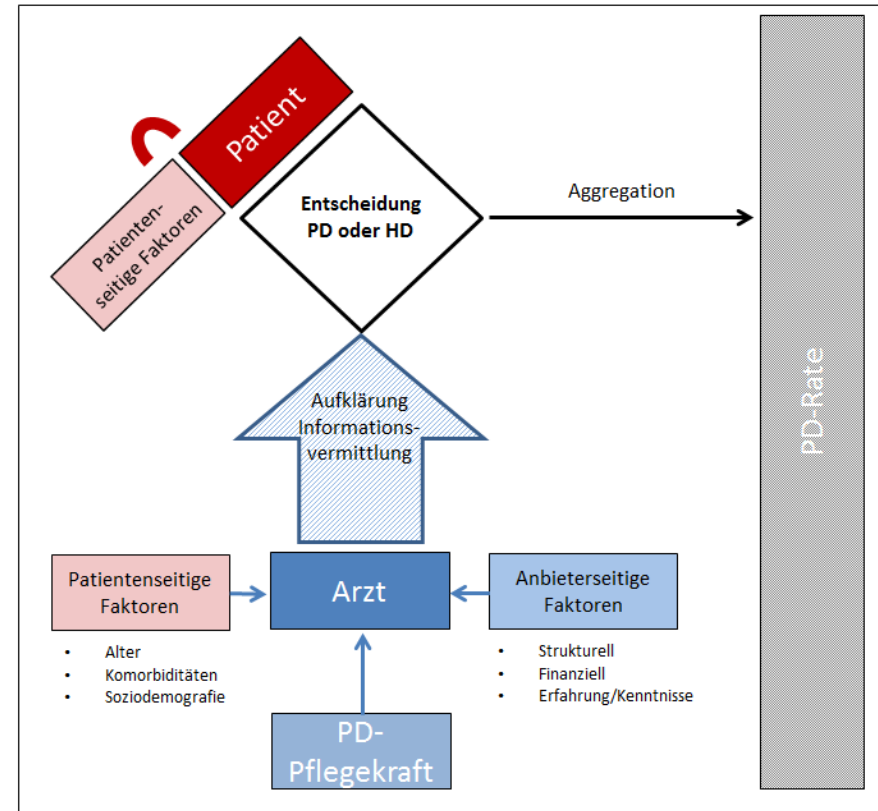 Patient
Patienten-
seitige Faktoren
Entscheidung
PD oder HD
Aggregation
PD-Rate
Aufklärung
Informations-
vermittlung
Patientenseitige
Faktoren
Arzt
Anbieterseitige
Faktoren
• Alter
• Komorbiditäten
• Soziodemografie
• Strukturell
• Finanziell
• Erfahrung/Kenntnisse
PD-
Pflegekraft